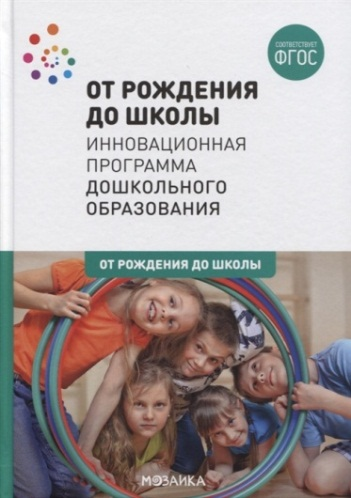 СООТВЕТСТВУЕТ
ФГОС
ОТ РОЖДЕНИЯ
ДО ШКОЛЫ
ИННОВАЦИОННАЯ
ПРОГРАММА
ДОШКОЛЬНОГО
ОБРАЗОВАНИЯ
ОТ РОЖДЕНИЯ ДО ШКОЛЫ
МОЗАИКА